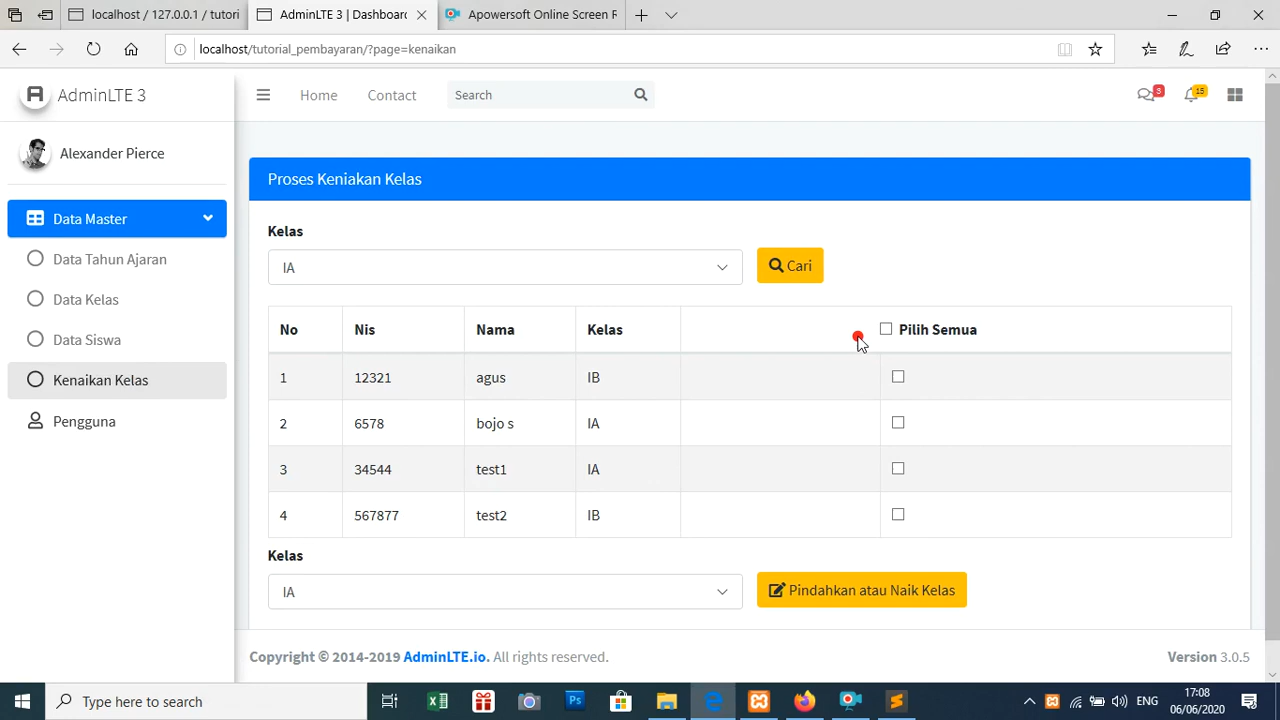 localhost / 127.0.0.1 / tutori
AdminLTE 3 | Dashboard
Apowersoft Online Screen R
localhost/tutorial_pembayaran/?page=kenaikan
AdminLTE 3
Home
Contact
Search
3
15
Alexander Pierce
Data Master
Data Tahun Ajaran
Data Kelas
Data Siswa
Kenaikan Kelas
Pengguna
Proses Keniakan Kelas
Kelas
IA
Cari
No Nis Nama Kelas Pilih Semua
1 12321 agus IB
2 6578 bojo s IA
3 34544 test1 IA
4 567877 test2 IB
Kelas
IA
Pindahkan atau Naik Kelas
Copyright © 2014-2019 AdminLTE.io. All rights reserved.
Version 3.0.5
Type here to search
ENG
17:08
06/06/2020